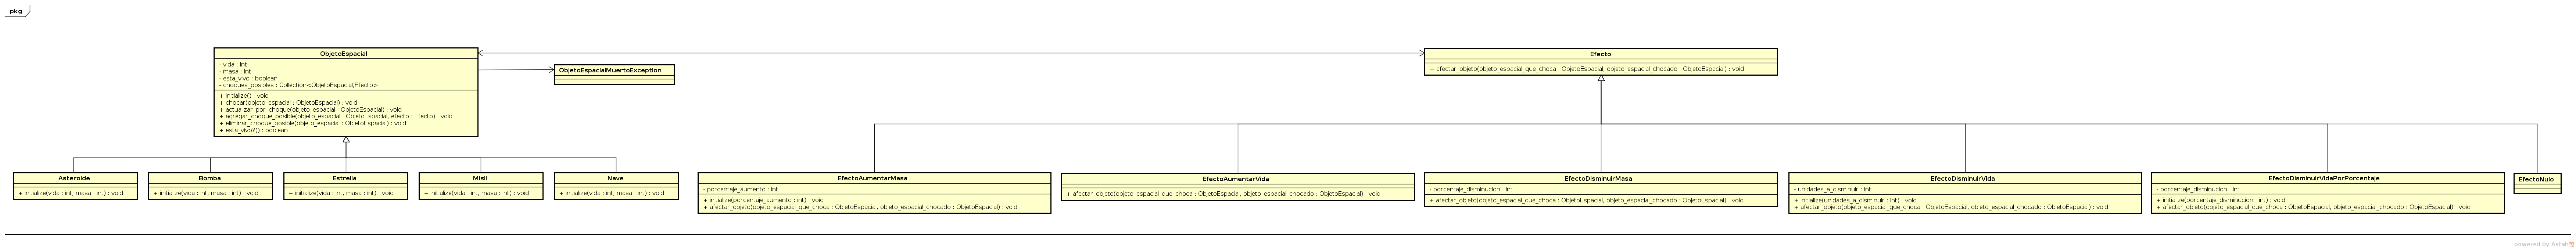 pkg
ObjetoEspacial
- vida : int
- masa : int
- esta_vivo : boolean
- choques_posibles : Collection<ObjetoEspacial,Efecto>
+ initialize() : void
+ chocar(objeto_espacial : ObjetoEspacial) : void
+ actualizar_por_choque(objeto_espacial : ObjetoEspacial) : void
+ agregar_choque_posible(objeto_espacial : ObjetoEspacial, efecto : Efecto) : void
+ eliminar_choque_posible(objeto_espacial : ObjetoEspacial) : void
+ esta_vivo?() : boolean
ObjetoEspacialMuertoException
Efecto
+ afectar_objeto(objeto_espacial_que_choca : ObjetoEspacial, objeto_espacial_chocado : ObjetoEspacial) : void
Asteroide
+ initialize(vida : int, masa : int) : void
Bomba
+ initialize(vida : int, masa : int) : void
Estrella
+ initialize(vida : int, masa : int) : void
Misil
+ initialize(vida : int, masa : int) : void
Nave
+ initialize(vida : int, masa : int) : void
EfectoAumentarMasa
- porcentaje_aumento : int
+ initialize(porcentaje_aumento : int) : void
+ afectar_objeto(objeto_espacial_que_choca : ObjetoEspacial, objeto_espacial_chocado : ObjetoEspacial) : void
EfectoAumentarVida
+ afectar_objeto(objeto_espacial_que_choca : ObjetoEspacial, objeto_espacial_chocado : ObjetoEspacial) : void
EfectoDisminuirMasa
- porcentaje_disminucion : int
+ afectar_objeto(objeto_espacial_que_choca : ObjetoEspacial, objeto_espacial_chocado : ObjetoEspacial) : void
EfectoDisminuirVida
- unidades_a_disminuir : int
+ initialize(unidades_a_disminuir : int) : void
+ afectar_objeto(objeto_espacial_que_choca : ObjetoEspacial, objeto_espacial_chocado : ObjetoEspacial) : void
EfectoDisminuirVidaPorPorcentaje
- porcentaje_disminucion : int
+ initialize(porcentaje_disminucion : int) : void
+ afectar_objeto(objeto_espacial_que_choca : ObjetoEspacial, objeto_espacial_chocado : ObjetoEspacial) : void
EfectoNulo
powered by Astah